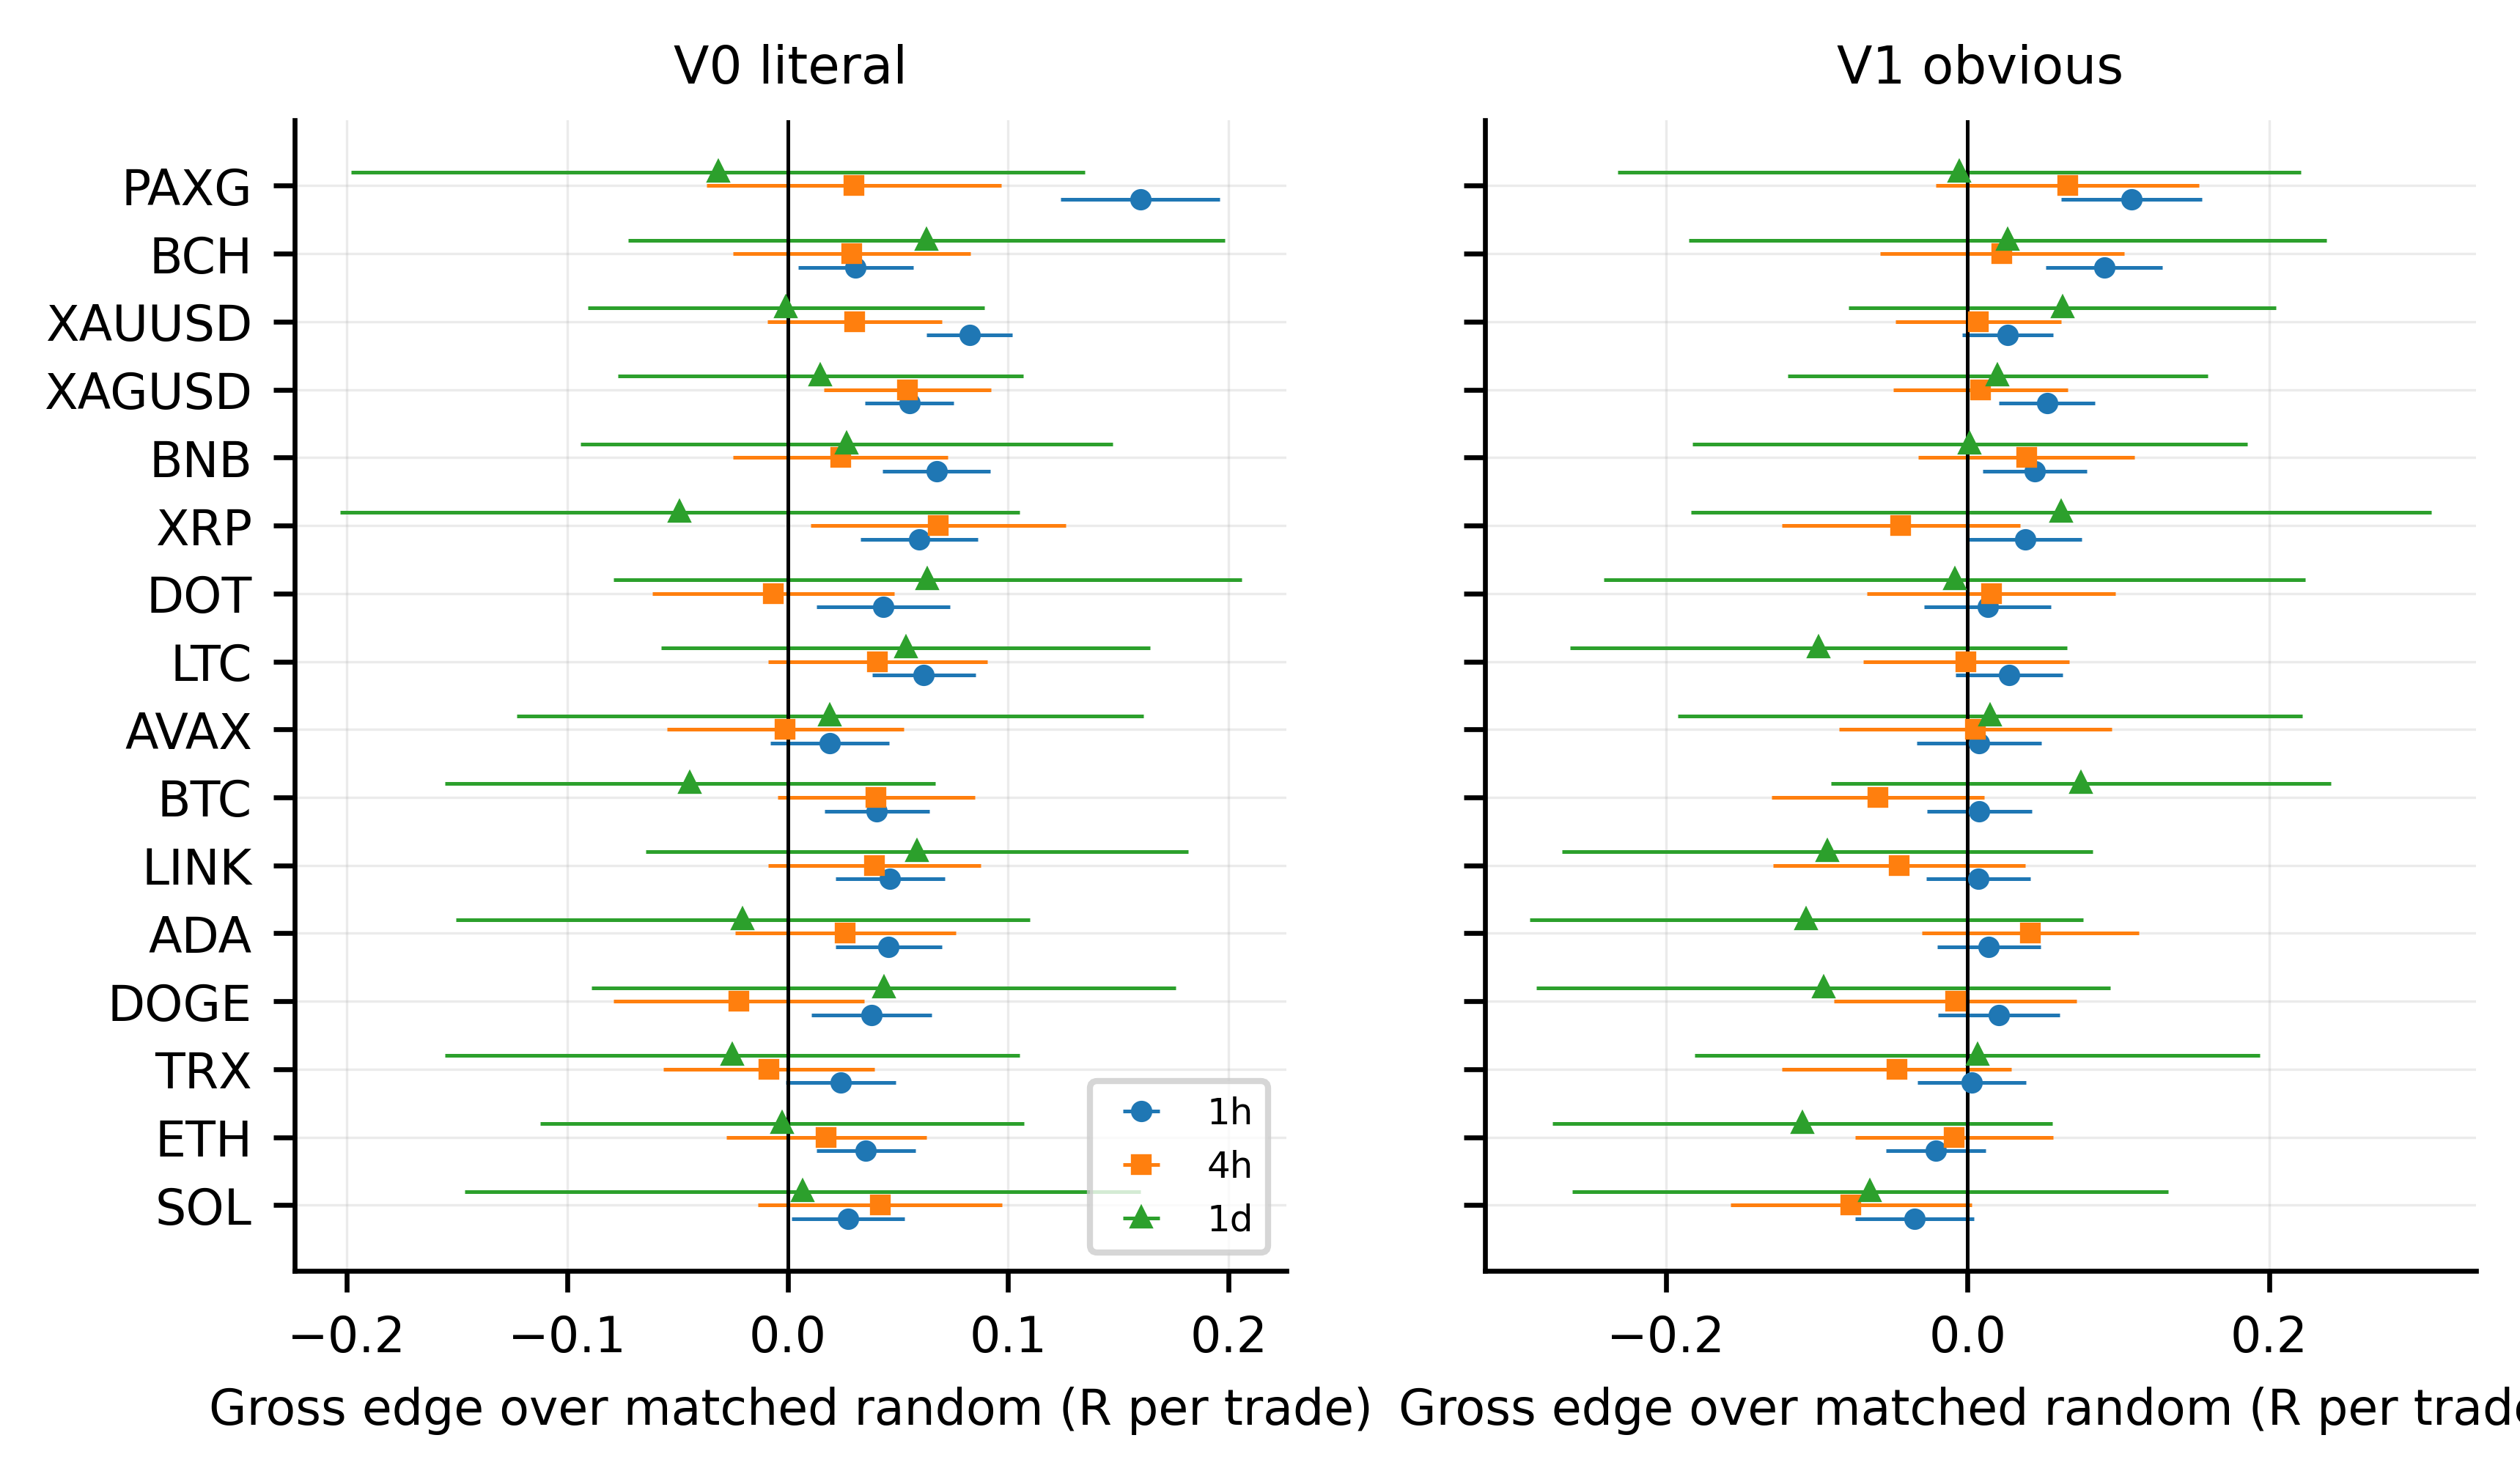 V0 literal
V1 obvious
PAXG
BCH
XAUUSD
XAGUSD
BNB
XRP
DOT
LTC
AVAX
BTC
LINK
ADA
DOGE
TRX
ETH
SOL
1h
4h
1d
−0.2 −0.1 0.0 0.1 0.2
−0.2 0.0 0.2
Gross edge over matched random (R per trade)
Gross edge over matched random (R per trad